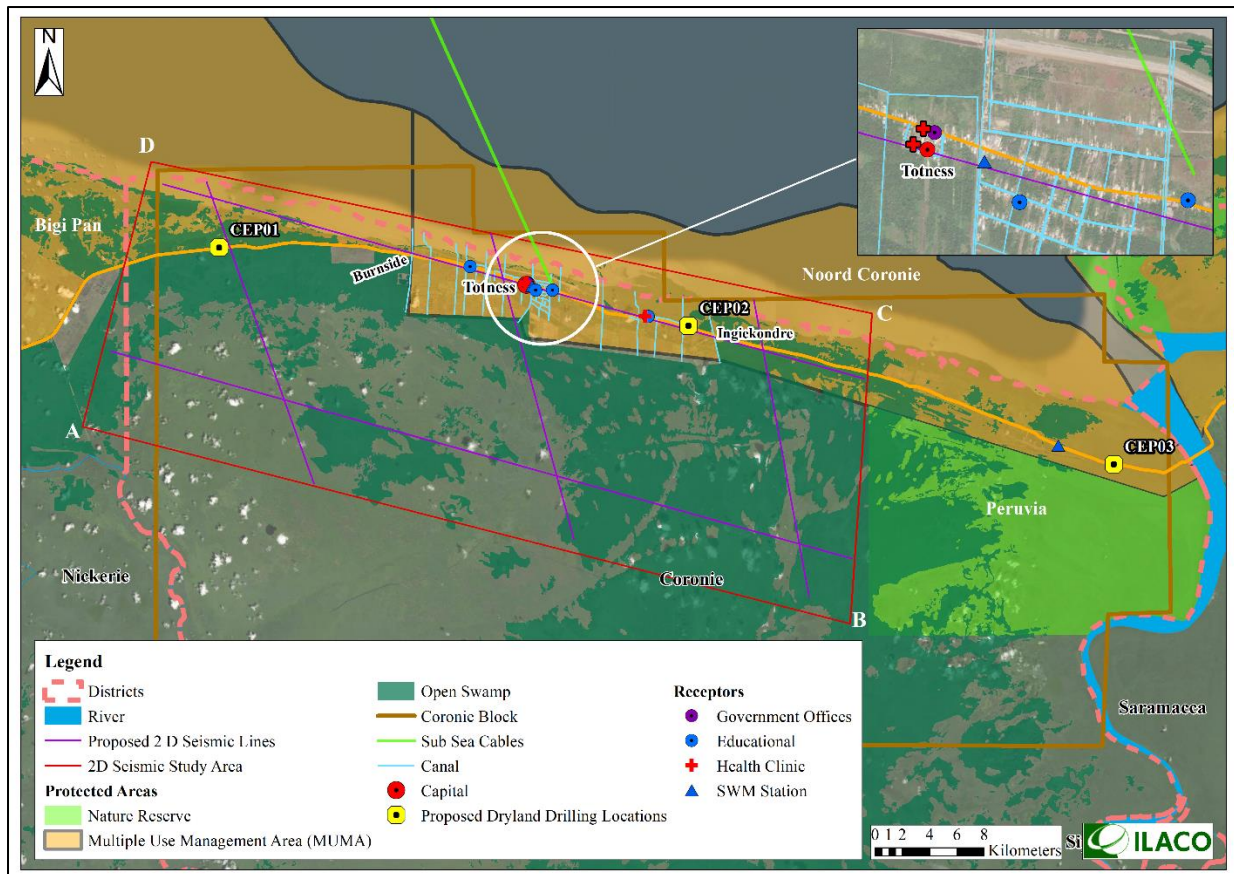 N
D
Totness
Bigi Pan
CEP01
Burnside
Noord Coronie
Totness
CEP02
C
Ingiekondre
A
CEP03
Peruvia
Nickerie
Coronie
B
Saramacca
Legend
Districts
River
Proposed 2 D Seismic Lines
2D Seismic Study Area
Protected Areas
Nature Reserve
Multiple Use Management Area (MUMA)
Open Swamp
Coronie Block
Sub Sea Cables
Canal
Capital
Proposed Dryland Drilling Locations
Receptors
Government Offices
Educational
Health Clinic
SWM Station
0 1 2 4 6 8
Kilometers
Si
ILACO